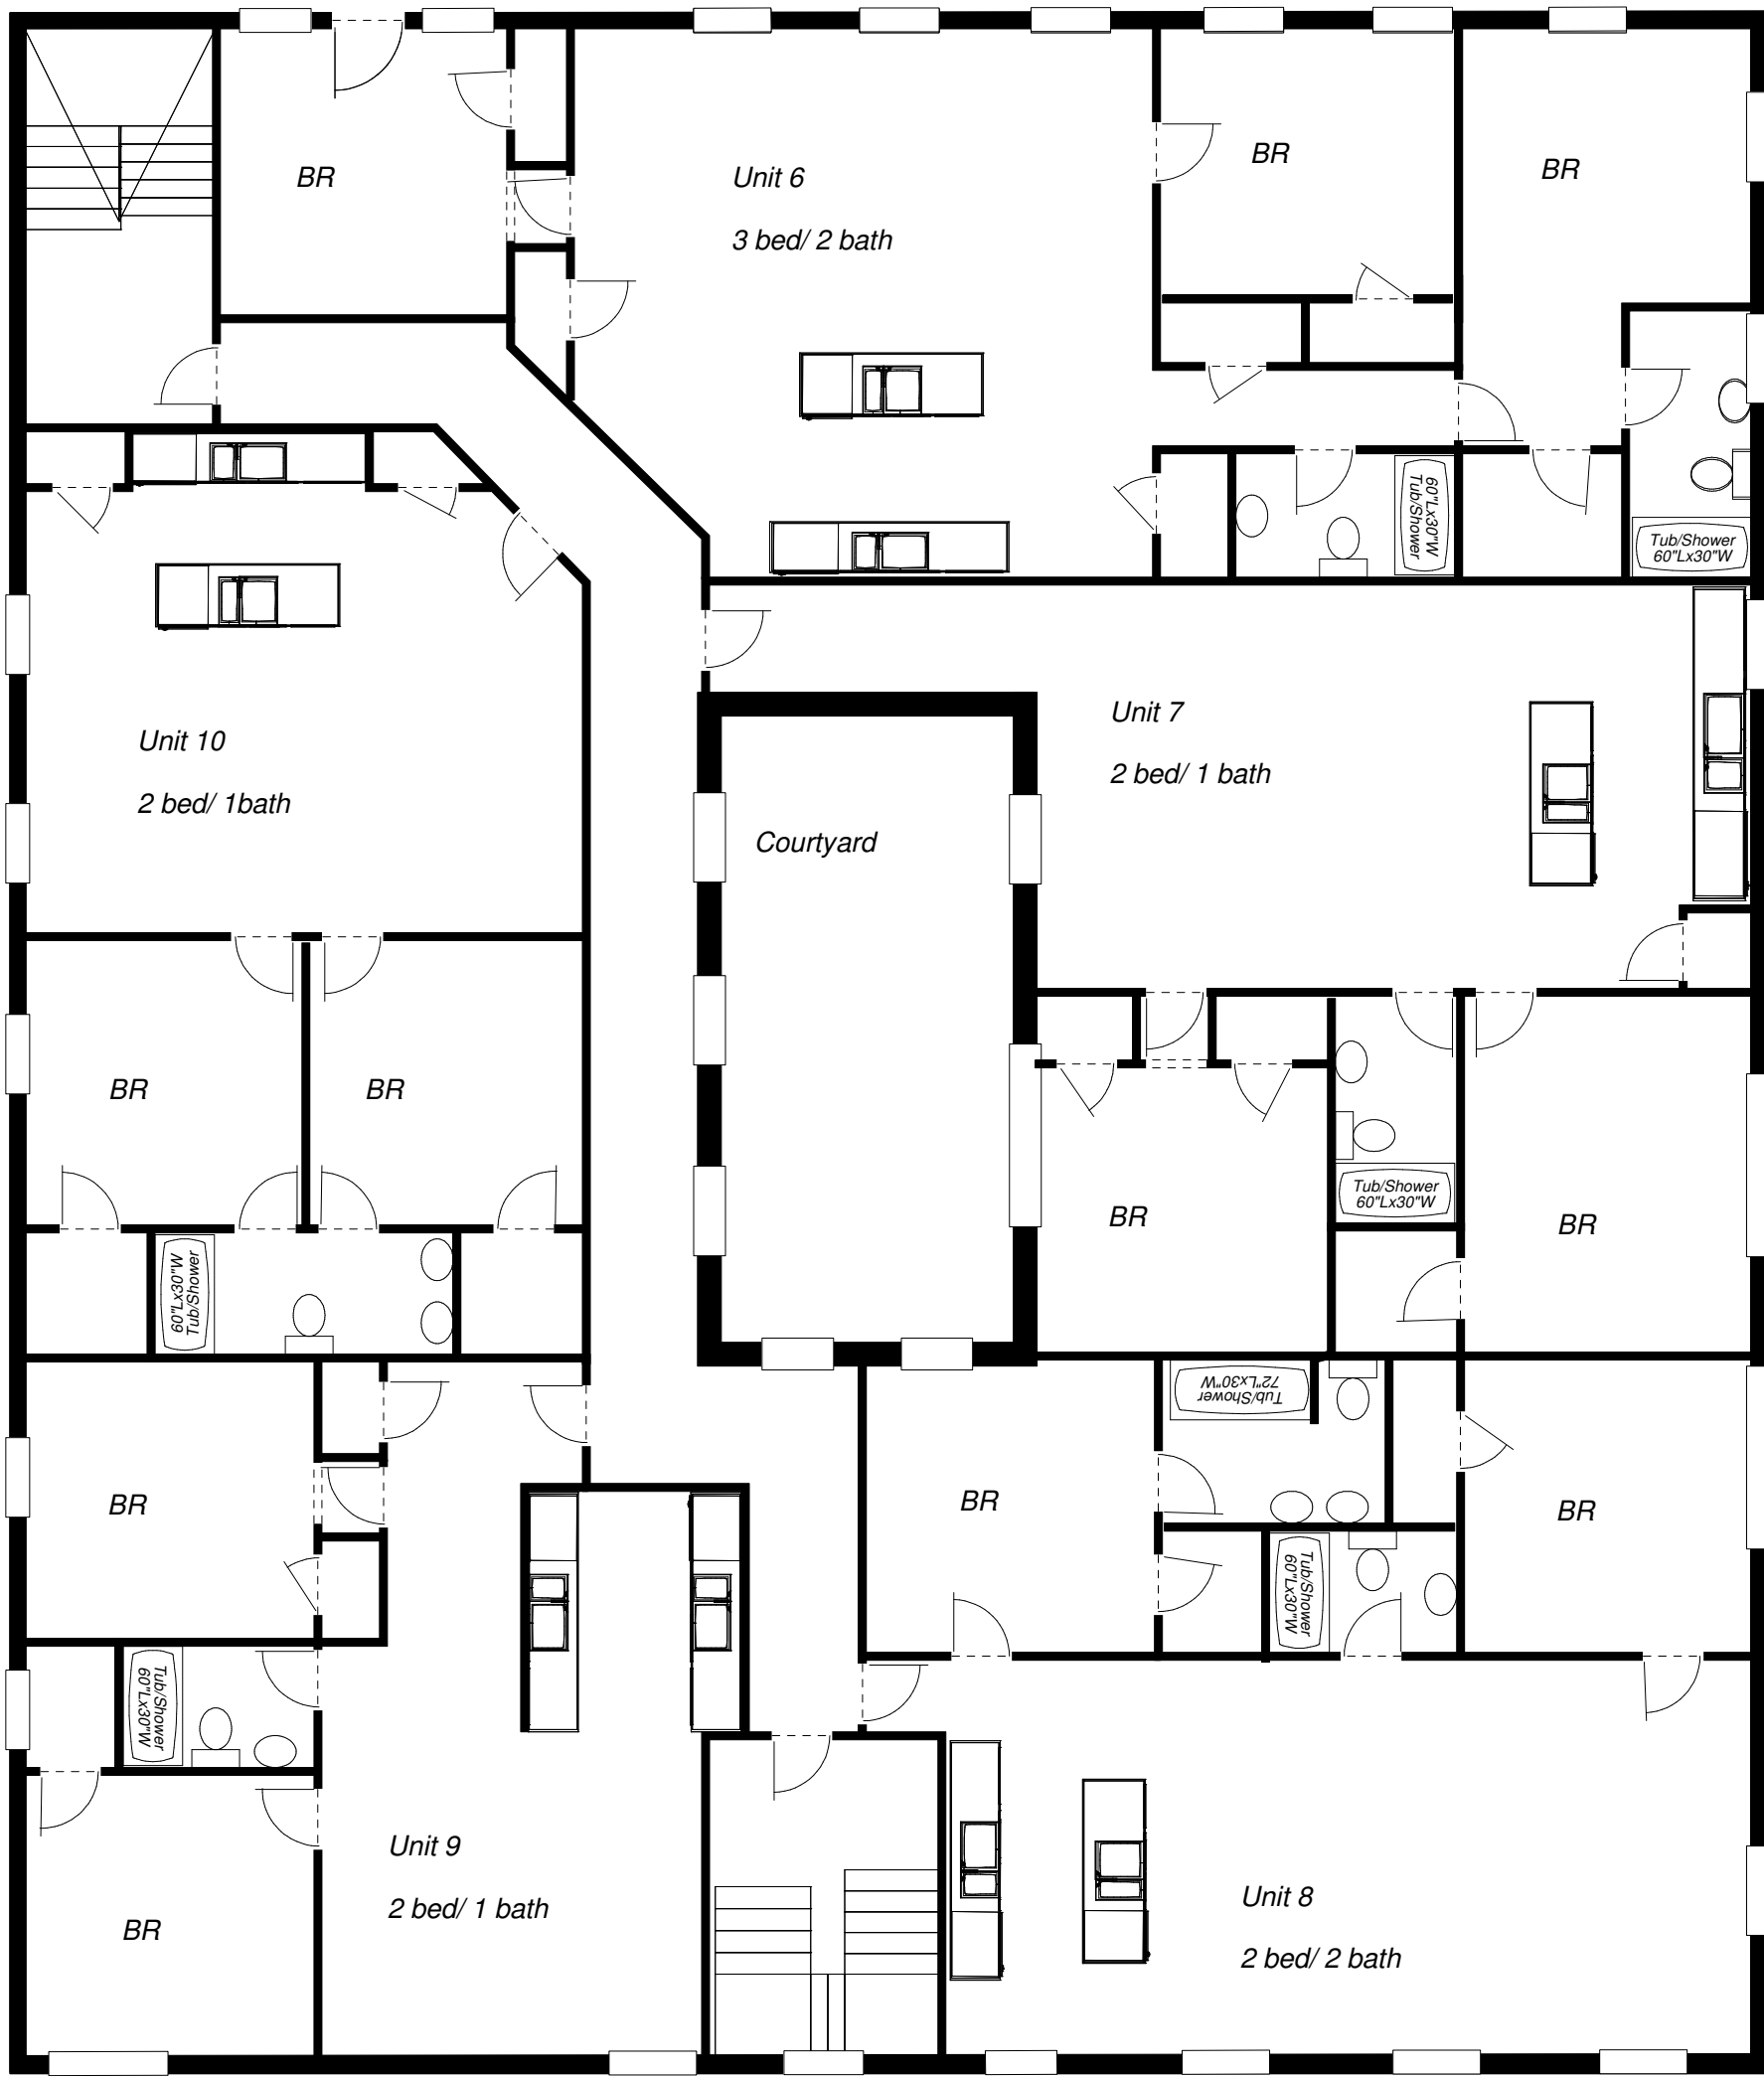 BR
Unit 6
3 bed/ 2 bath
BR
BR
60"Lx30"W
Tub/Shower
Tub/Shower
60"Lx30"W
Unit 10
2 bed/ 1bath
Unit 7
2 bed/ 1 bath
Courtyard
BR
BR
BR
Tub/Shower
60"Lx30"W
BR
60"Lx30"W
Tub/Shower
Tub/Shower
72"Lx30"W
BR
BR
BR
Tub/Shower
60"Lx30"W
Tub/Shower
60"Lx30"W
Unit 9
2 bed/ 1 bath
BR
Unit 8
2 bed/ 2 bath